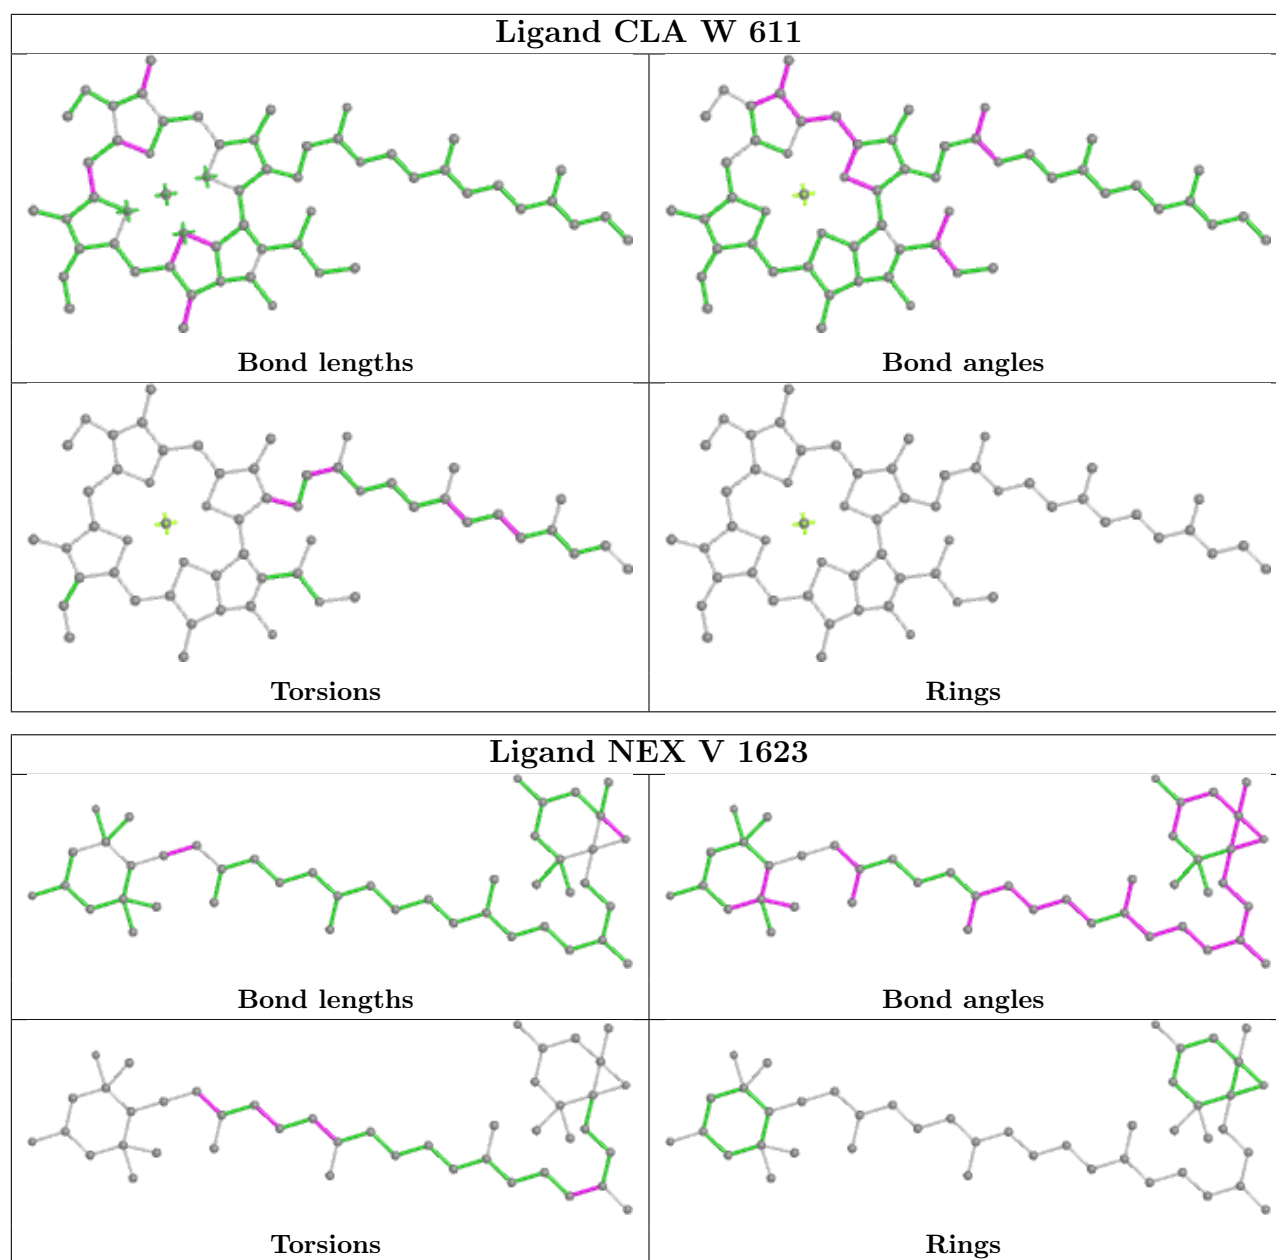 Ligand CLA W 611
Bond lengths
Bond angles
Torsions
Rings
Ligand NEX V 1623
Bond lengths
Bond angles
Torsions
Rings